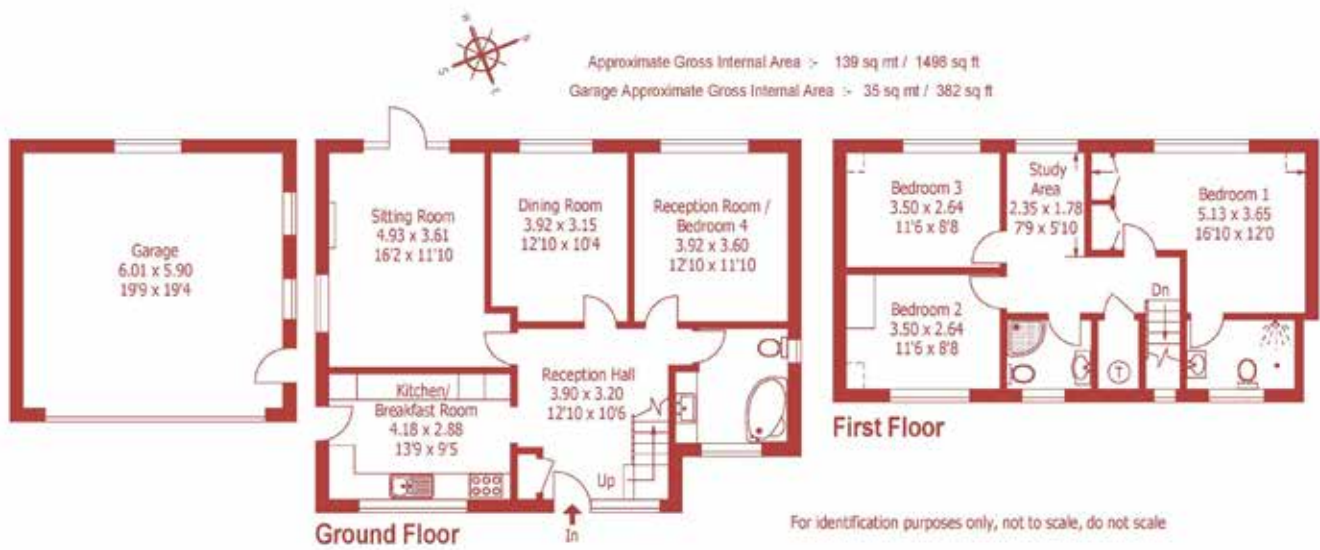 Approximate Gross Internal Area :- 139 sq mt / 1498 sq ft
Garage Approximate Gross Internal Area :- 35 sq mt / 382 sq ft
Garage
6.01 x 5.90
19'9 x 19'4
Sitting Room
4.93 x 3.61
16'2 x 11'10
Dining Room
3.92 x 3.15
12'10 x 10'4
Reception Room /
Bedroom 4
3.92 x 3.60
12'10 x 11'10
Kitchen/
Breakfast Room
4.18 x 2.88
13'9 x 9'5
Reception Hall
3.90 x 3.20
12'10 x 10'6
Up
In
Ground Floor
Bedroom 3
3.50 x 2.64
11'6 x 8'8
Study
Area
2.35 x 1.78
7'9 x 5'10
Bedroom 1
5.13 x 3.65
16'10 x 12'0
Bedroom 2
3.50 x 2.64
11'6 x 8'8
Dn
T
First Floor
For identification purposes only, not to scale, do not scale